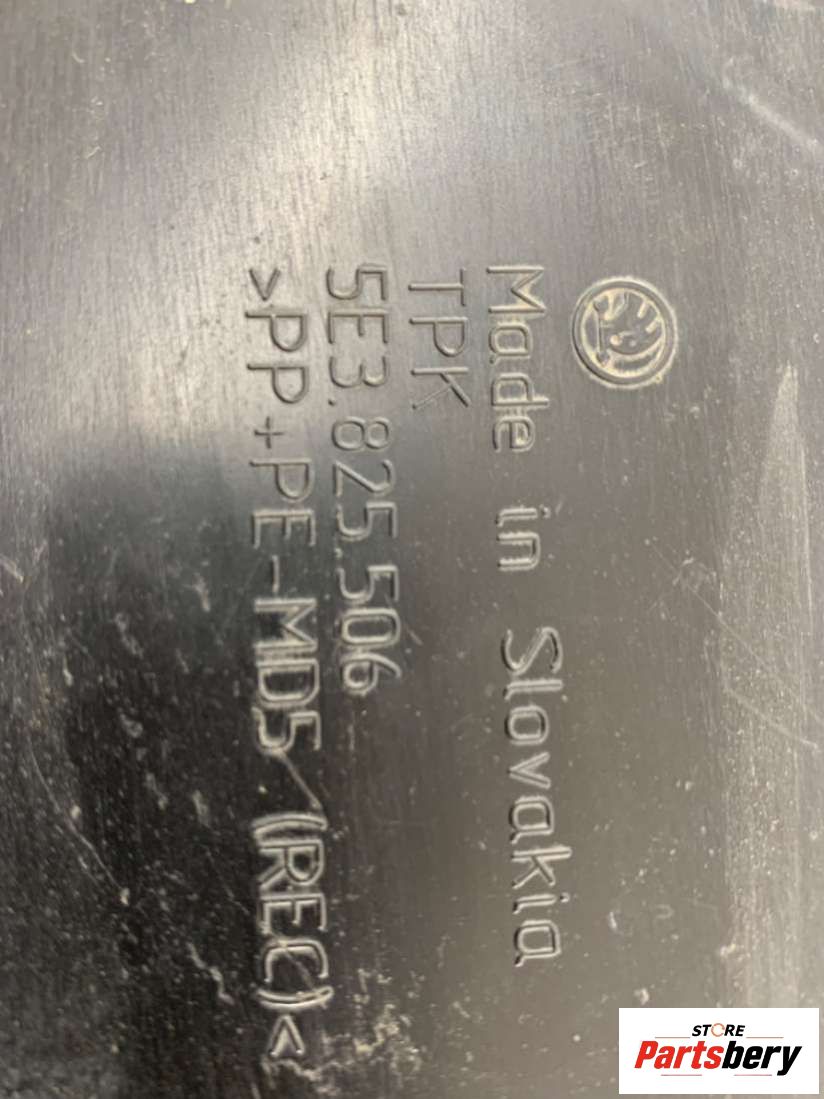 Made in Slovakia
TPK
5E3.825.506
>PP+PE-MD5 (REC)<
STORE
Partsbery